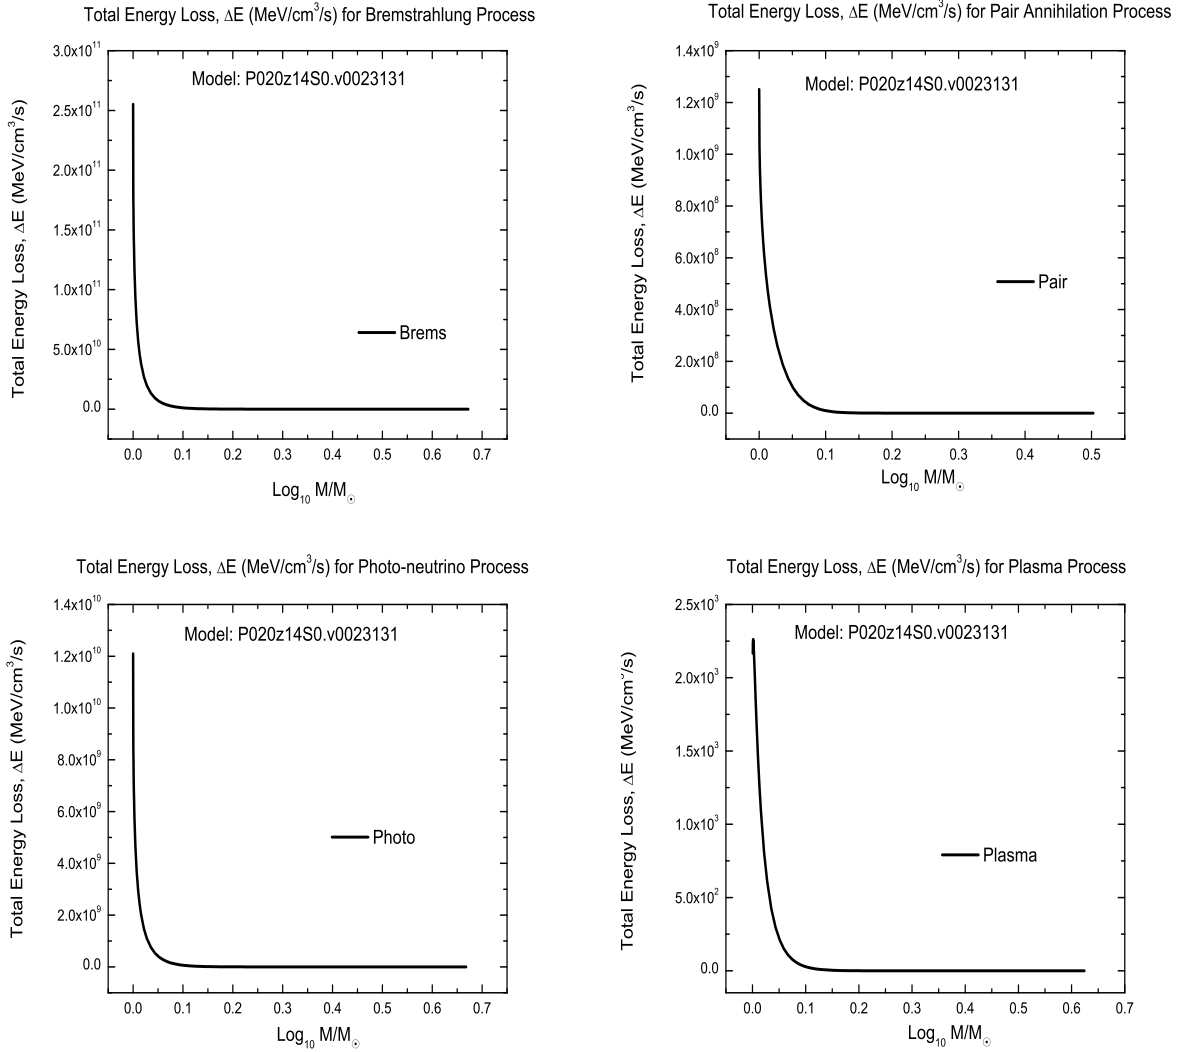 Total Energy Loss, ΔE (MeV/cm³/s) for Bremstrahlung Process
Model: P020z14S0.v0023131
Total Energy Loss, ΔE (MeV/cm³/s)
3.0x10¹¹
2.5x10¹¹
2.0x10¹¹
1.5x10¹¹
1.0x10¹¹
5.0x10¹⁰
0.0
Brems
0.0 0.1 0.2 0.3 0.4 0.5 0.6 0.7
Log₁₀ M/M☉
Total Energy Loss, ΔE (MeV/cm³/s) for Pair Annihilation Process
Model: P020z14S0.v0023131
Total Energy Loss, ΔE (MeV/cm³/s)
1.4x10⁹
1.2x10⁹
1.0x10⁹
8.0x10⁸
6.0x10⁸
4.0x10⁸
2.0x10⁸
0.0
Pair
0.0 0.1 0.2 0.3 0.4 0.5
Log₁₀ M/M☉
Total Energy Loss, ΔE (MeV/cm³/s) for Photo-neutrino Process
Model: P020z14S0.v0023131
Total Energy Loss, ΔE (MeV/cm³/s)
1.4x10¹⁰
1.2x10¹⁰
1.0x10¹⁰
8.0x10⁹
6.0x10⁹
4.0x10⁹
2.0x10⁹
0.0
Photo
0.0 0.1 0.2 0.3 0.4 0.5 0.6 0.7
Log₁₀ M/M☉
Total Energy Loss, ΔE (MeV/cm³/s) for Plasma Process
Model: P020z14S0.v0023131
Total Energy Loss, ΔE (MeV/cm³/s)
2.5x10³
2.0x10³
1.5x10³
1.0x10³
5.0x10²
0.0
Plasma
0.0 0.1 0.2 0.3 0.4 0.5 0.6 0.7
Log₁₀ M/M☉